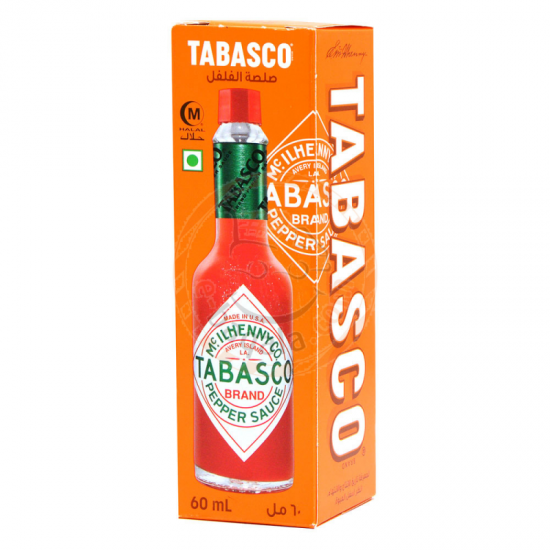 TABASCO®
صلصة الفلفل
M
HALAL
حلال
TABASCO
McILHENNY CO.
AVERY ISLAND
LA.
TABASCO
BRAND
PEPPER SAUCE
MADE IN U.S.A.
McILHENNY CO.
AVERY ISLAND
LA.
TABASCO
BRAND
PEPPER SAUCE
60 mL
٦٠ مل
TABASCO®